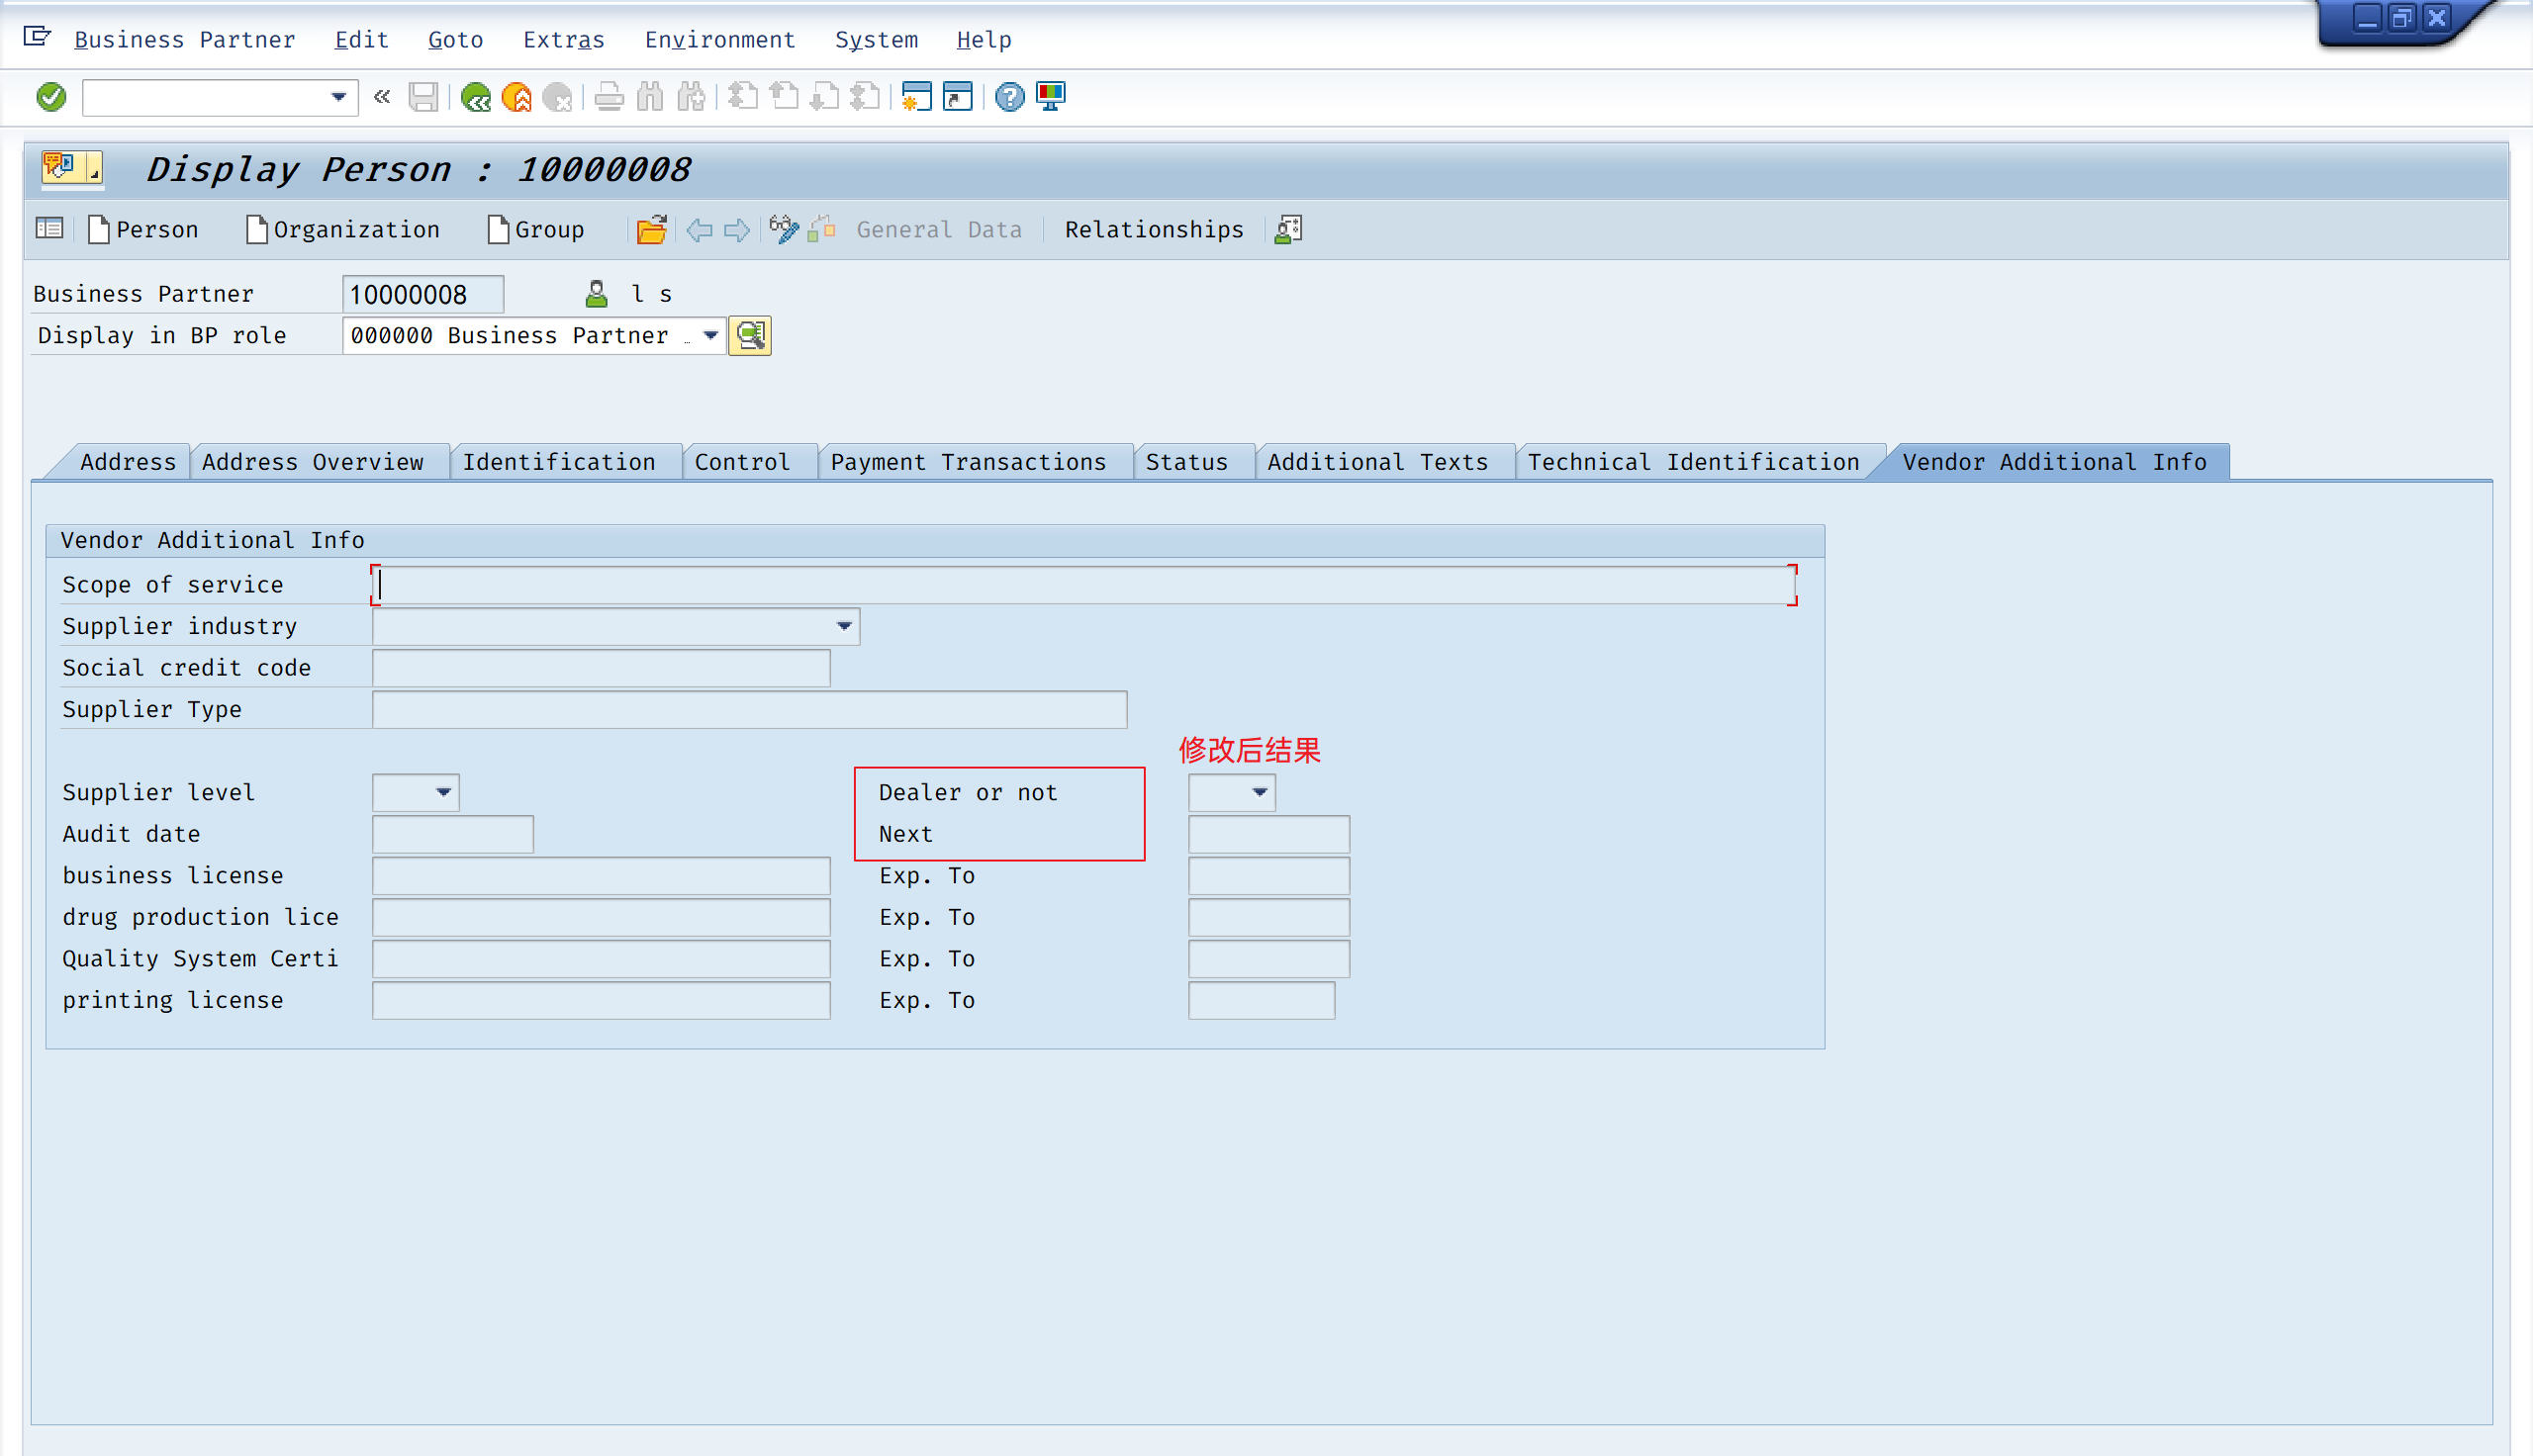 Business Partner Edit Goto Extras Environment System Help
Display Person : 10000008
Person Organization Group General Data Relationships
Business Partner 10000008 l s
Display in BP role 000000 Business Partner ..
Address Address Overview Identification Control Payment Transactions Status Additional Texts Technical Identification Vendor Additional Info
Vendor Additional Info
Scope of service
Supplier industry
Social credit code
Supplier Type
修改后结果
Supplier level Dealer or not
Audit date Next
business license Exp. To
drug production lice Exp. To
Quality System Certi Exp. To
printing license Exp. To